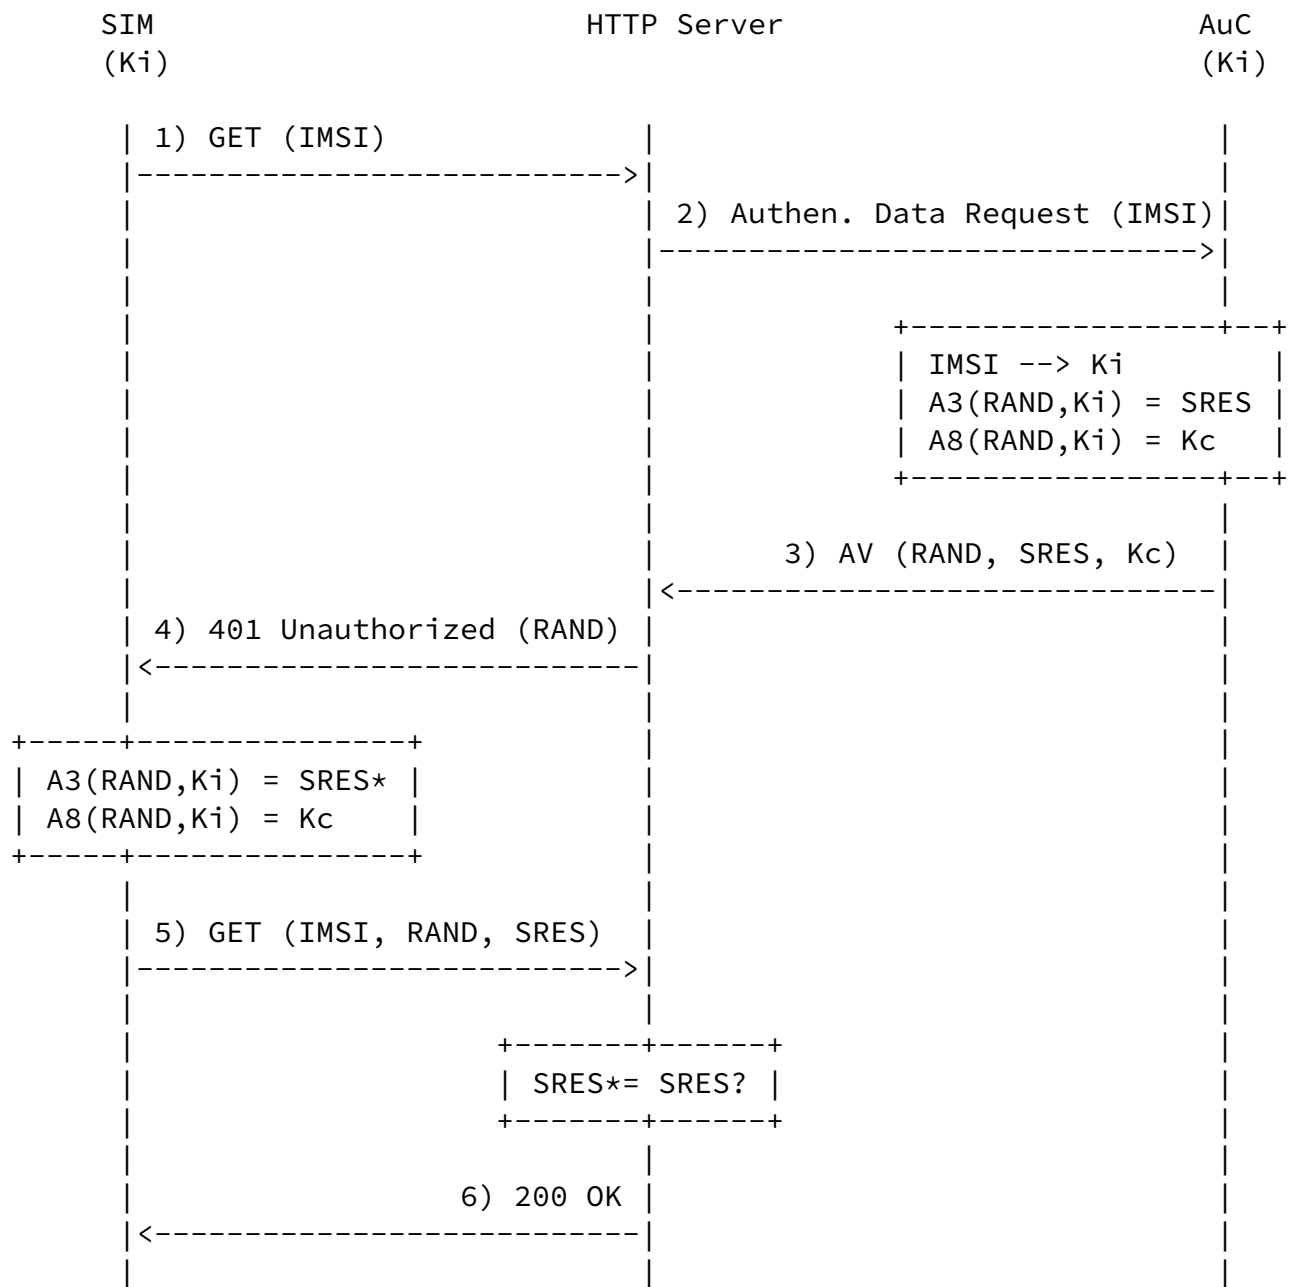 SIM HTTP Server AuC
(Ki) (Ki)
1) GET (IMSI)
2) Authen. Data Request (IMSI)
IMSI --> Ki
A3(RAND,Ki) = SRES
A8(RAND,Ki) = Kc
3) AV (RAND, SRES, Kc)
4) 401 Unauthorized (RAND)
A3(RAND,Ki) = SRES*
A8(RAND,Ki) = Kc
5) GET (IMSI, RAND, SRES)
SRES*= SRES?
6) 200 OK